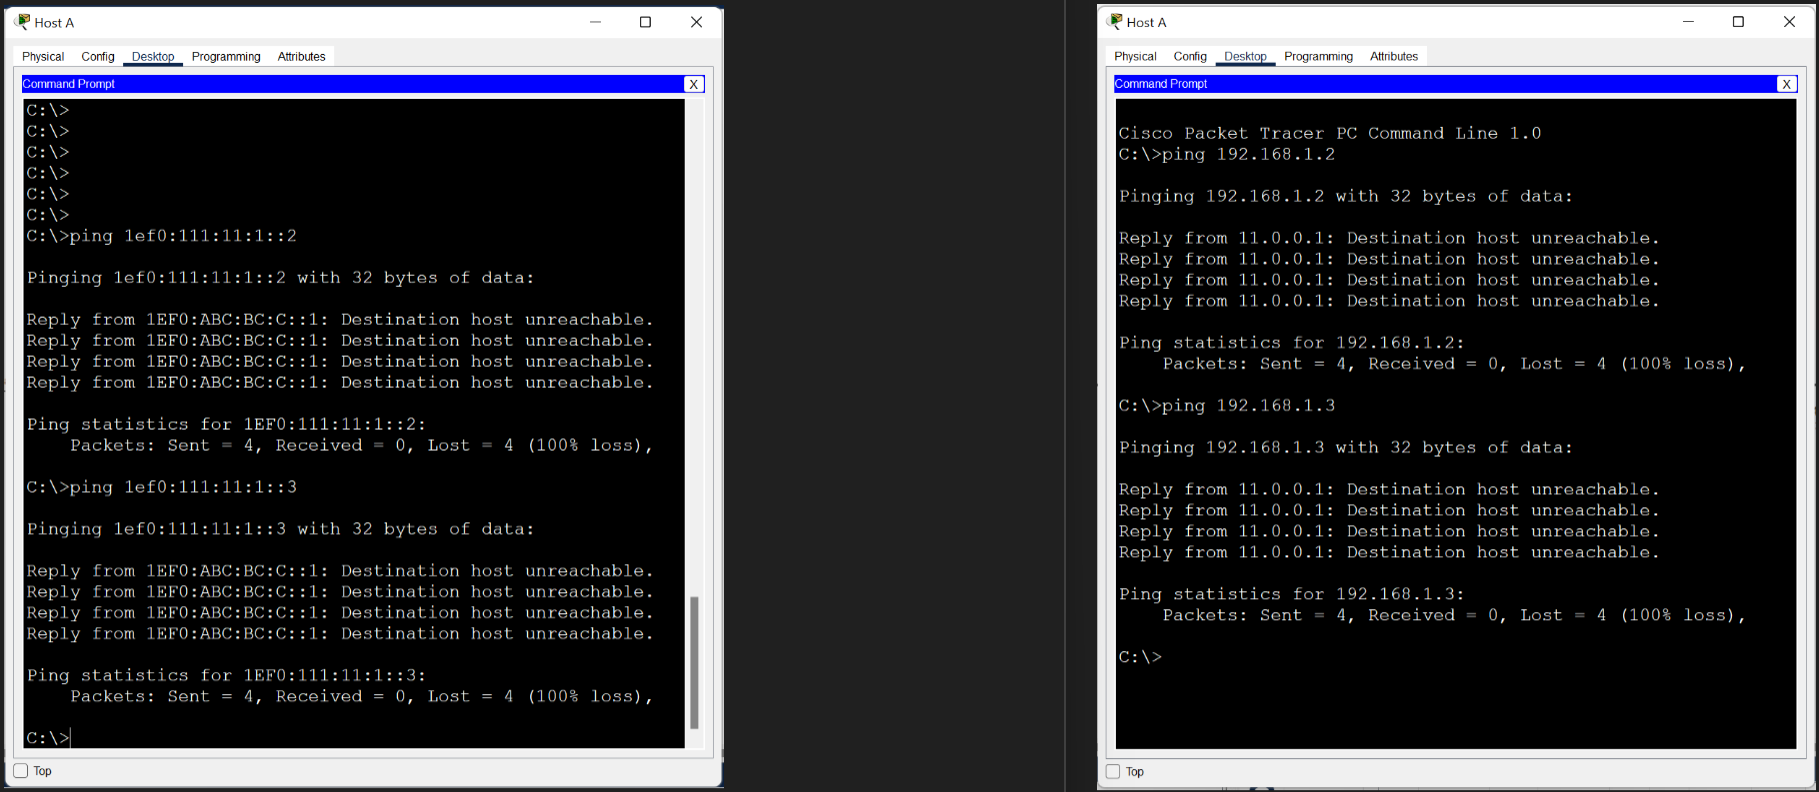 Host A
Physical Config Desktop Programming Attributes
Command Prompt X
C:\>
C:\>
C:\>
C:\>
C:\>
C:\>
C:\>ping 1ef0:111:11:1::2
Pinging 1ef0:111:11:1::2 with 32 bytes of data:
Reply from 1EF0:ABC:BC:C::1: Destination host unreachable.
Reply from 1EF0:ABC:BC:C::1: Destination host unreachable.
Reply from 1EF0:ABC:BC:C::1: Destination host unreachable.
Reply from 1EF0:ABC:BC:C::1: Destination host unreachable.
Ping statistics for 1EF0:111:11:1::2:
Packets: Sent = 4, Received = 0, Lost = 4 (100% loss),
C:\>ping 1ef0:111:11:1::3
Pinging 1ef0:111:11:1::3 with 32 bytes of data:
Reply from 1EF0:ABC:BC:C::1: Destination host unreachable.
Reply from 1EF0:ABC:BC:C::1: Destination host unreachable.
Reply from 1EF0:ABC:BC:C::1: Destination host unreachable.
Reply from 1EF0:ABC:BC:C::1: Destination host unreachable.
Ping statistics for 1EF0:111:11:1::3:
Packets: Sent = 4, Received = 0, Lost = 4 (100% loss),
C:\>
Top
Host A
Physical Config Desktop Programming Attributes
Command Prompt X
Cisco Packet Tracer PC Command Line 1.0
C:\>ping 192.168.1.2
Pinging 192.168.1.2 with 32 bytes of data:
Reply from 11.0.0.1: Destination host unreachable.
Reply from 11.0.0.1: Destination host unreachable.
Reply from 11.0.0.1: Destination host unreachable.
Reply from 11.0.0.1: Destination host unreachable.
Ping statistics for 192.168.1.2:
Packets: Sent = 4, Received = 0, Lost = 4 (100% loss),
C:\>ping 192.168.1.3
Pinging 192.168.1.3 with 32 bytes of data:
Reply from 11.0.0.1: Destination host unreachable.
Reply from 11.0.0.1: Destination host unreachable.
Reply from 11.0.0.1: Destination host unreachable.
Reply from 11.0.0.1: Destination host unreachable.
Ping statistics for 192.168.1.3:
Packets: Sent = 4, Received = 0, Lost = 4 (100% loss),
C:\>
Top